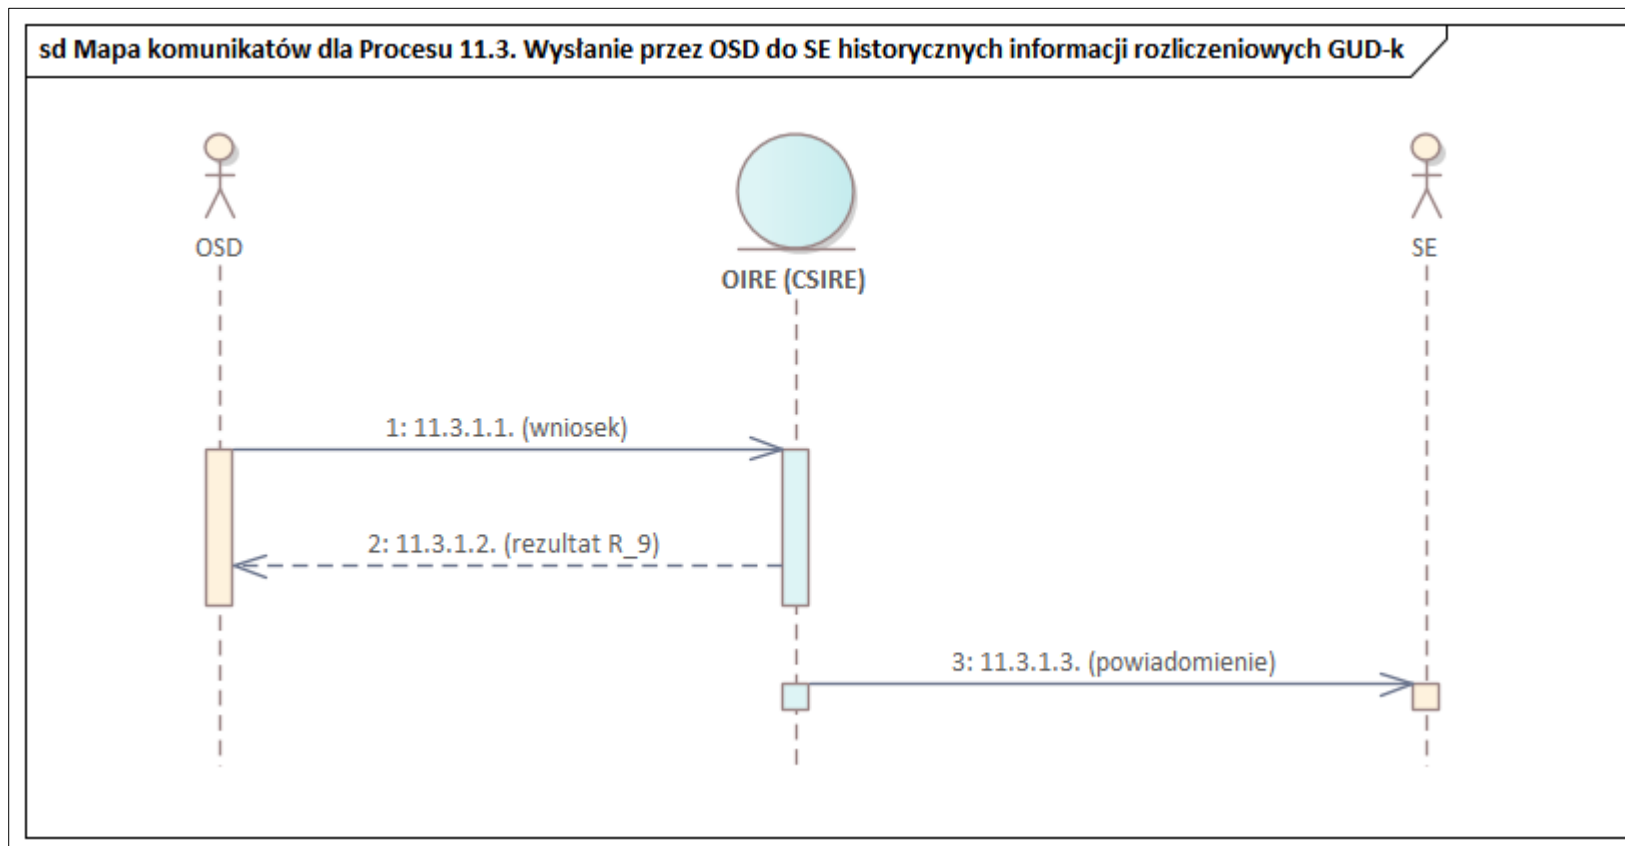 sd Mapa komunikatów dla Procesu 11.3. Wysłanie przez OSD do SE historycznych informacji rozliczeniowych GUD-k
OSD
OIRE (CSIRE)
SE
1: 11.3.1.1. (wniosek)
2: 11.3.1.2. (rezultat R_9)
3: 11.3.1.3. (powiadomienie)